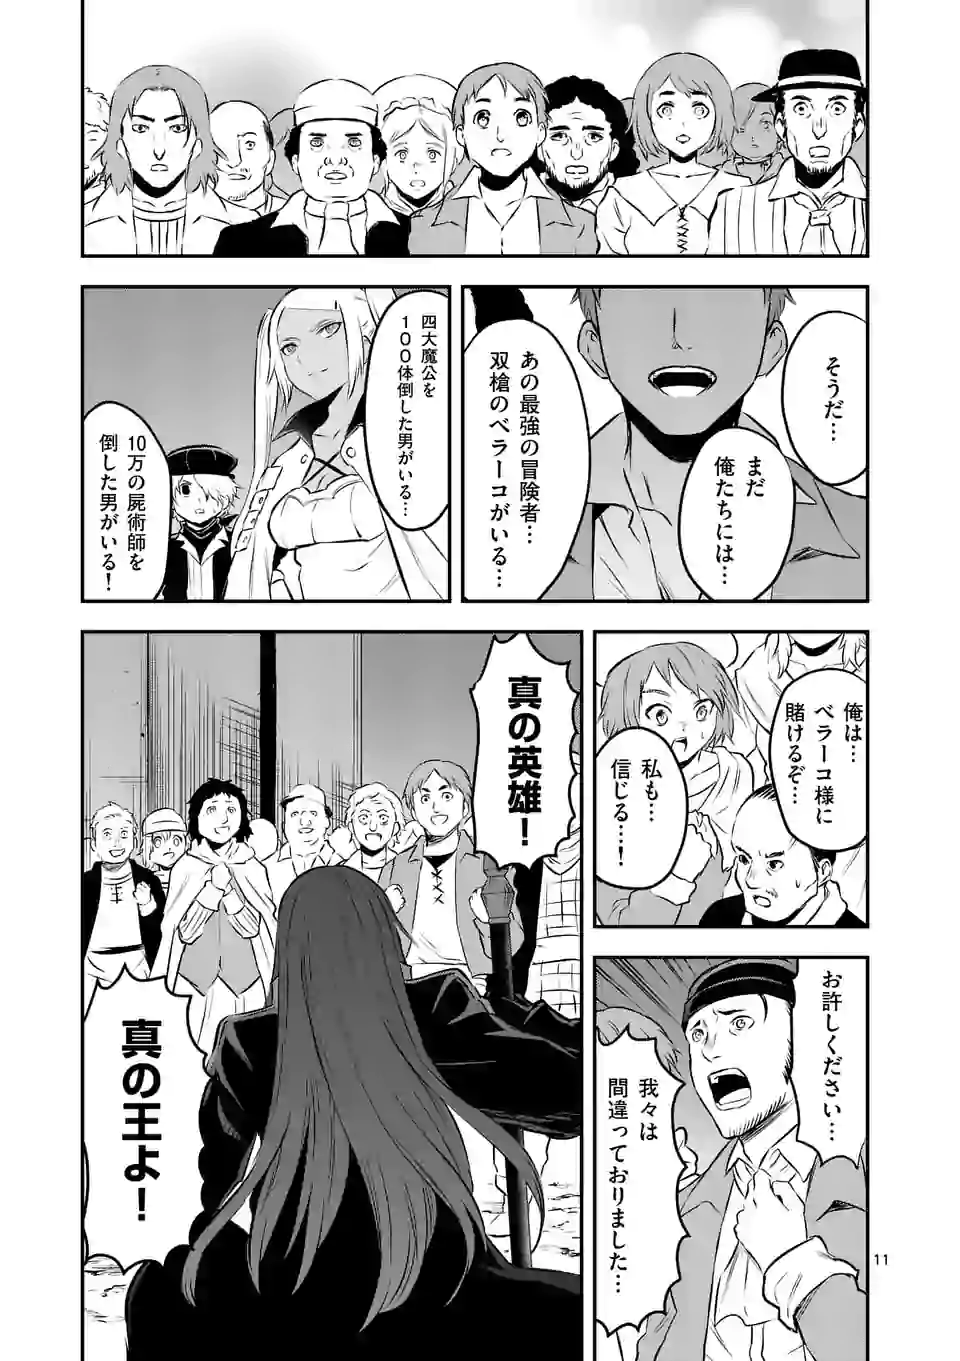 そうだ…
まだ
俺たちには…
あの最強の冒険者…
双槍のベラーコがいる…
四大魔公を
100体倒した男がいる…
10万の屍術師を
倒した男がいる！
俺は…
ベラーコ様に
賭けるぞ…
私も…
信じる…！
真の英雄！
真の王よ！
お許しください…
我々は
間違っておりました…
11